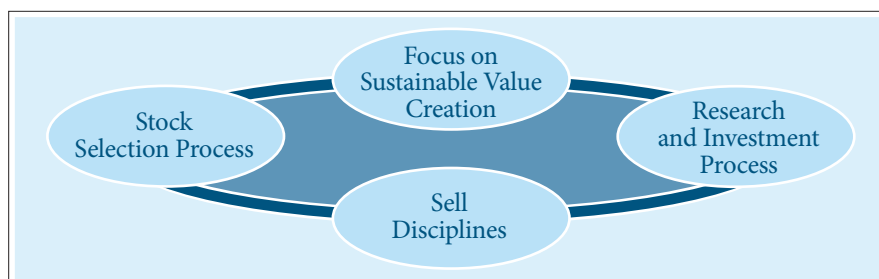 Focus on
Sustainable Value
Creation
Stock
Selection Process
Research
and Investment
Process
Sell
Disciplines